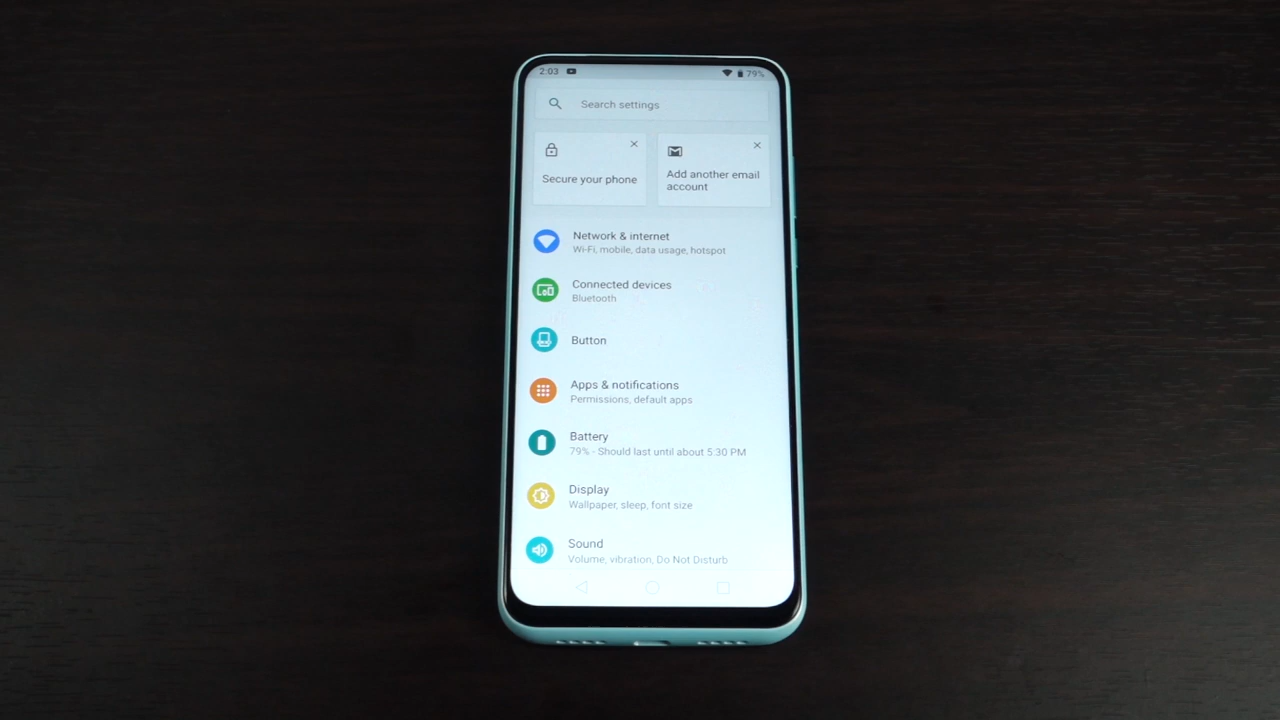 2:03
79%
Search settings
Secure your phone
Add another email
account
Network & internet
Wi-Fi, mobile, data usage, hotspot
Connected devices
Bluetooth
Button
Apps & notifications
Permissions, default apps
Battery
79% - Should last until about 5:30 PM
Display
Wallpaper, sleep, font size
Sound
Volume, vibration, Do Not Disturb